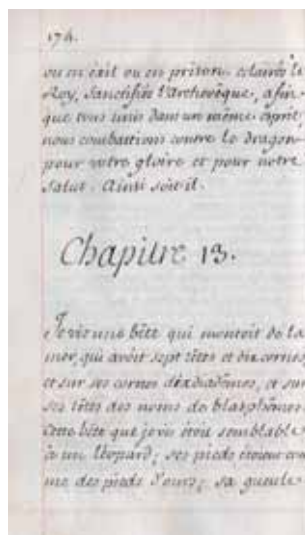 174.
ou en éxil ou en prison. éclairés le
Roy, sanctifiés l'archevêque, afin
que tous unis dans un même esprit,
nous combattions contre le dragon
pour votre gloire et pour notre
salut. Ainsi soit il.
Chapitre 13.
Je vis une bête qui montoit de la
mer, qui avoit sept têtes et dix cornes,
et sur ses cornes dix diadêmes, et sur
ses têtes des noms de blasphêmes.
Cette bête que je vis étoit semblable
à un léopard; ses pieds étoient com
me des pieds d'ours; sa gueule